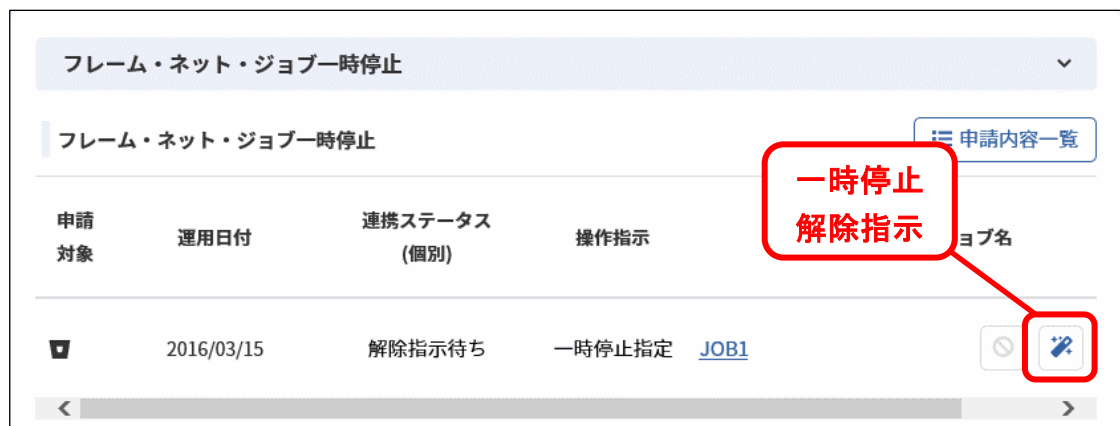 フレーム・ネット・ジョブ一時停止
フレーム・ネット・ジョブ一時停止
申請内容一覧
一時停止
解除指示
申請
対象
運用日付
連携ステータス
(個別)
操作指示
ョブ名
2016/03/15
解除指示待ち
一時停止指定
JOB1